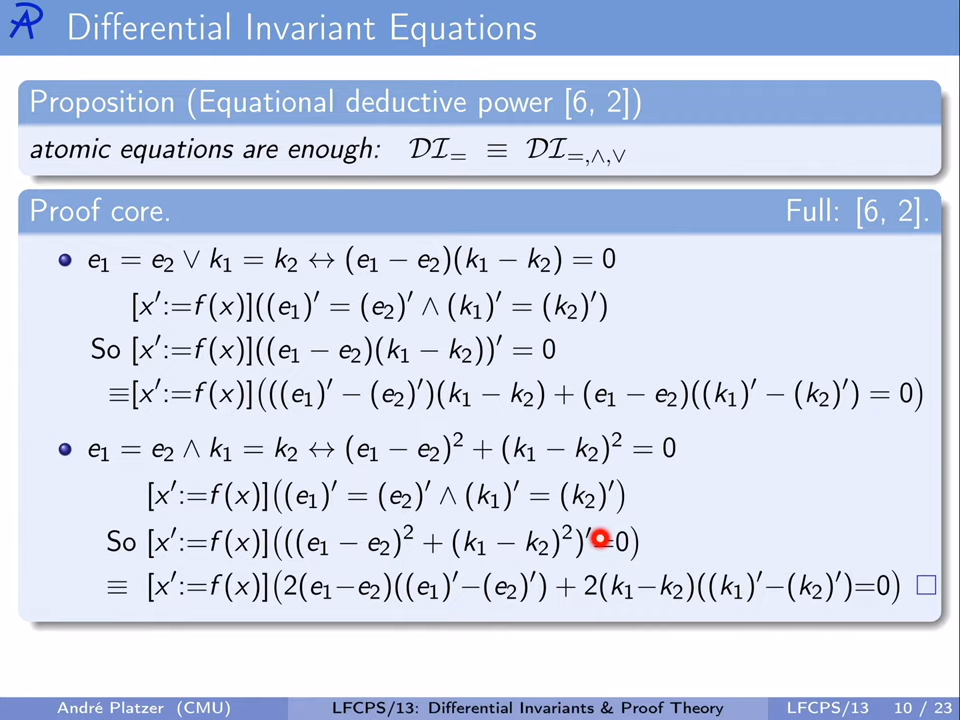 Differential Invariant Equations
Proposition (Equational deductive power [6, 2])
atomic equations are enough: 𝒟ℐ₌ ≡ 𝒟ℐ₌,∧,∨
Proof core. Full: [6, 2].
e₁ = e₂ ∨ k₁ = k₂ ↔ (e₁ − e₂)(k₁ − k₂) = 0
[x′:=f(x)]((e₁)′ = (e₂)′ ∧ (k₁)′ = (k₂)′)
So [x′:=f(x)]((e₁ − e₂)(k₁ − k₂))′ = 0
≡[x′:=f(x)](((e₁)′ − (e₂)′)(k₁ − k₂) + (e₁ − e₂)((k₁)′ − (k₂)′) = 0)
e₁ = e₂ ∧ k₁ = k₂ ↔ (e₁ − e₂)² + (k₁ − k₂)² = 0
[x′:=f(x)]((e₁)′ = (e₂)′ ∧ (k₁)′ = (k₂)′)
So [x′:=f(x)](((e₁ − e₂)² + (k₁ − k₂)²)′=0)
≡ [x′:=f(x)](2(e₁−e₂)((e₁)′−(e₂)′) + 2(k₁−k₂)((k₁)′−(k₂)′)=0) □
André Platzer (CMU) LFCPS/13: Differential Invariants & Proof Theory LFCPS/13 10 / 23